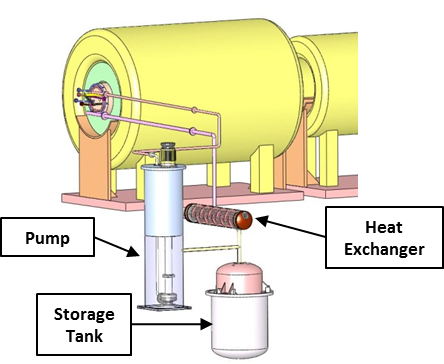 Pump
Heat
Exchanger
Storage
Tank